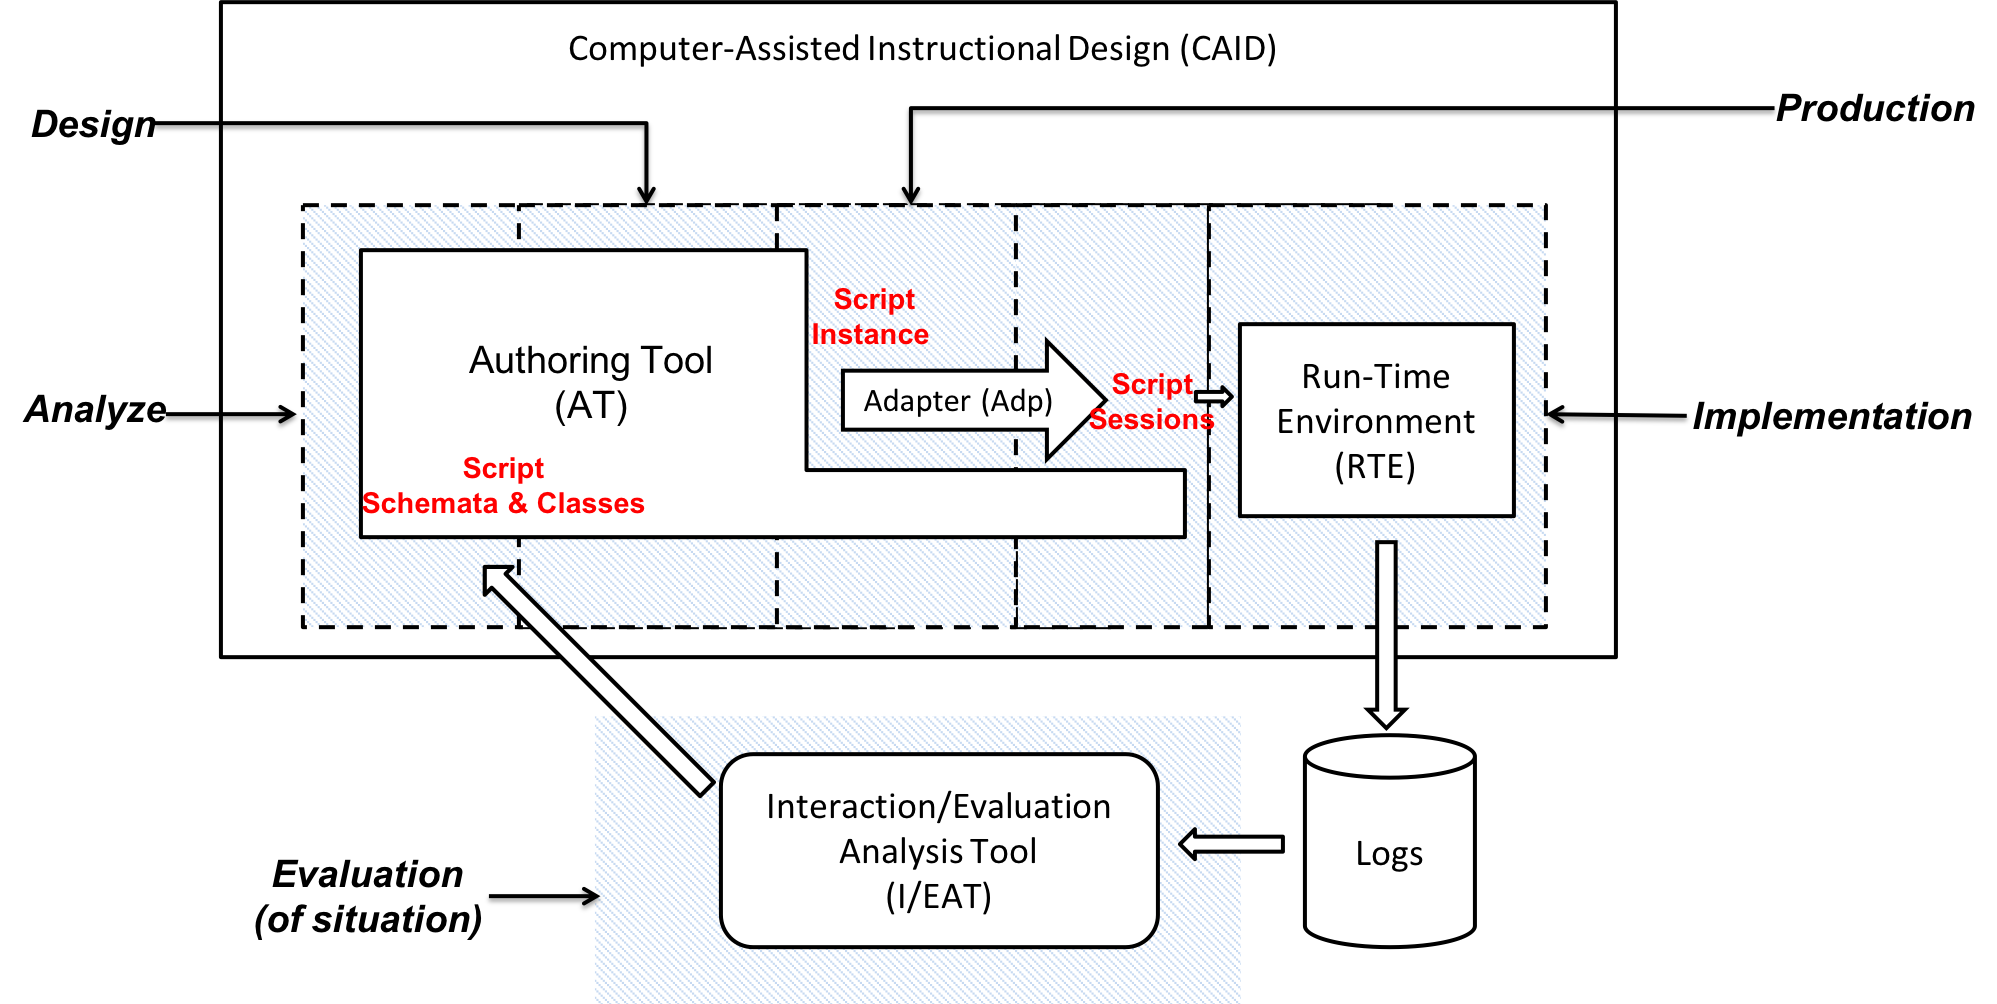 Computer-Assisted Instructional Design (CAID)
Design
Production
Script
Instance
Authoring Tool
(AT)
Adapter (Adp)
Script
Sessions
Run-Time
Environment
(RTE)
Analyze
Implementation
Script
Schemata & Classes
Interaction/Evaluation
Analysis Tool
(I/EAT)
Logs
Evaluation
(of situation)